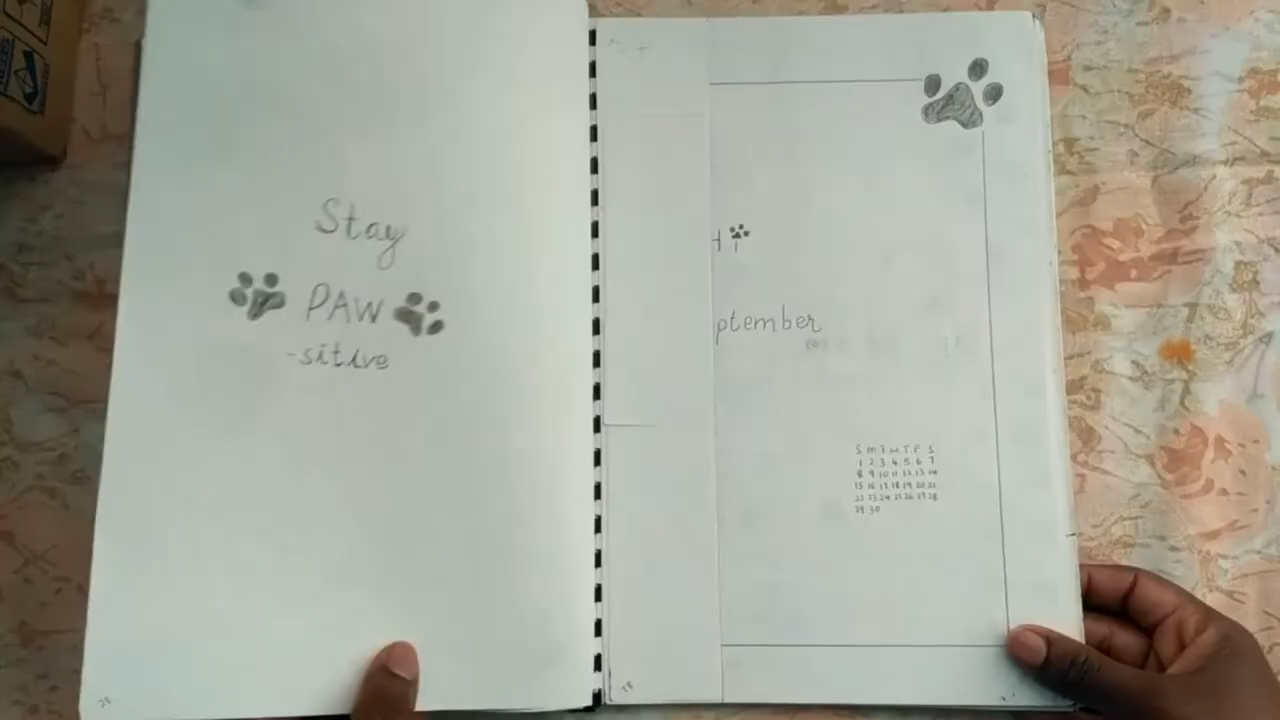 Stay
PAW
-sitive
28
H i
ptember
S M T W T F S
1 2 3 4 5 6 7
8 9 10 11 12 13 14
15 16 17 18 19 20 21
22 23 24 25 26 27 28
29 30